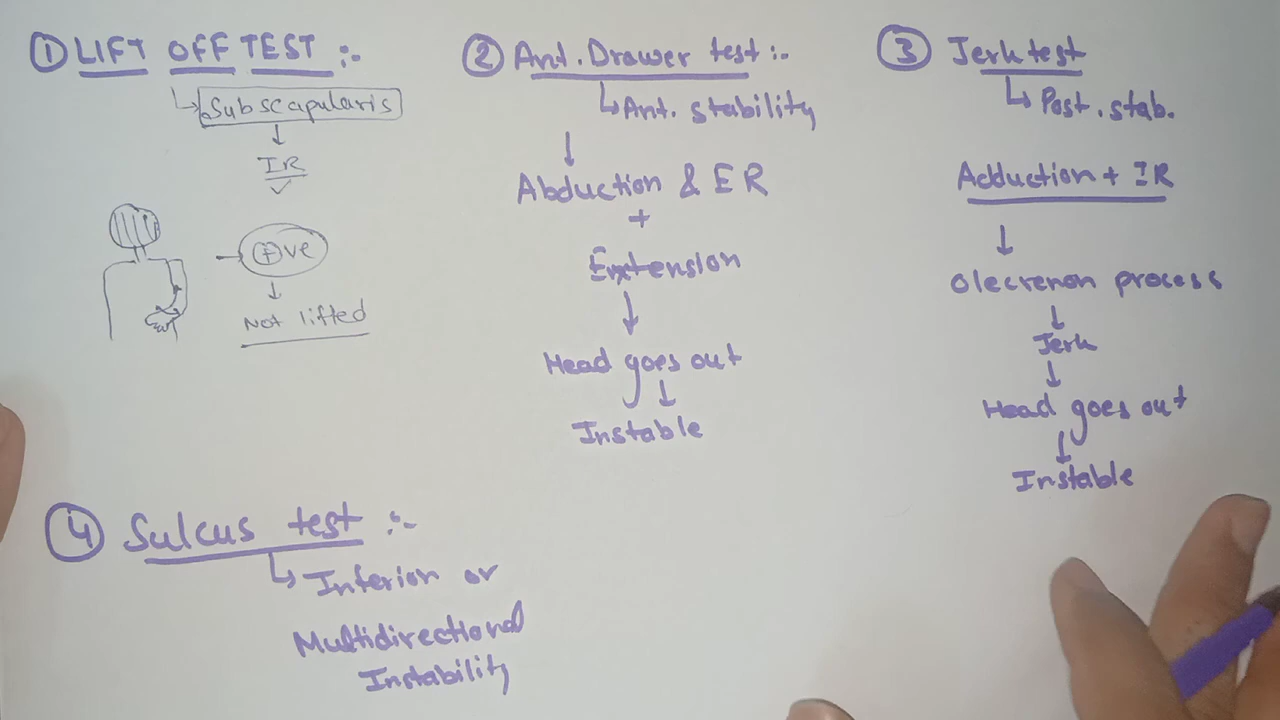 ① LIFT OFF TEST :-
↳ Subscapularis
↓
IR
✓
⊕ve
↓
Not lifted
② Ant. Drawer test :-
↳ Ant. stability
↓
Abduction & ER
+
Extension
↓
Head goes out
↓
Instable
③ Jerk test
↳ Post. stab.
Adduction + IR
↓
Olecrenon process
↓
Jerk
↓
Head goes out
↓
Instable
④ Sulcus test :-
↳ Inferior or
Multidirectional
Instability